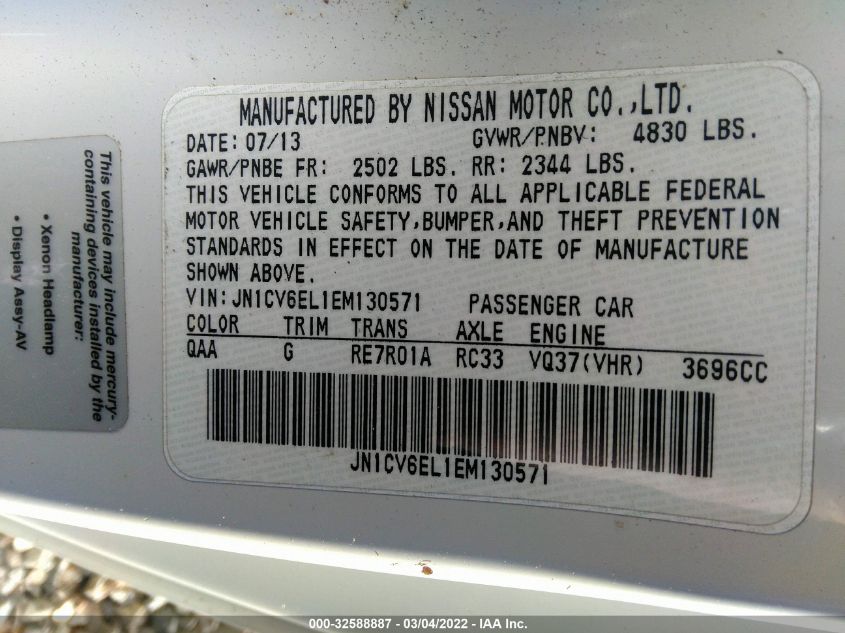 MANUFACTURED BY NISSAN MOTOR CO.,LTD.
DATE: 07/13 GVWR/PNBV: 4830 LBS.
GAWR/PNBE FR: 2502 LBS. RR: 2344 LBS.
THIS VEHICLE CONFORMS TO ALL APPLICABLE FEDERAL
MOTOR VEHICLE SAFETY,BUMPER,AND THEFT PREVENTION
STANDARDS IN EFFECT ON THE DATE OF MANUFACTURE
SHOWN ABOVE.
VIN: JN1CV6EL1EM130571 PASSENGER CAR
COLOR TRIM TRANS AXLE ENGINE
QAA G RE7R01A RC33 VQ37(VHR) 3696CC
JN1CV6EL1EM130571
This vehicle may include mercury-
containing devices installed by the
manufacturer:
• Xenon Headlamp
• Display Assy-AV
000-32588887 - 03/04/2022 - IAA Inc.